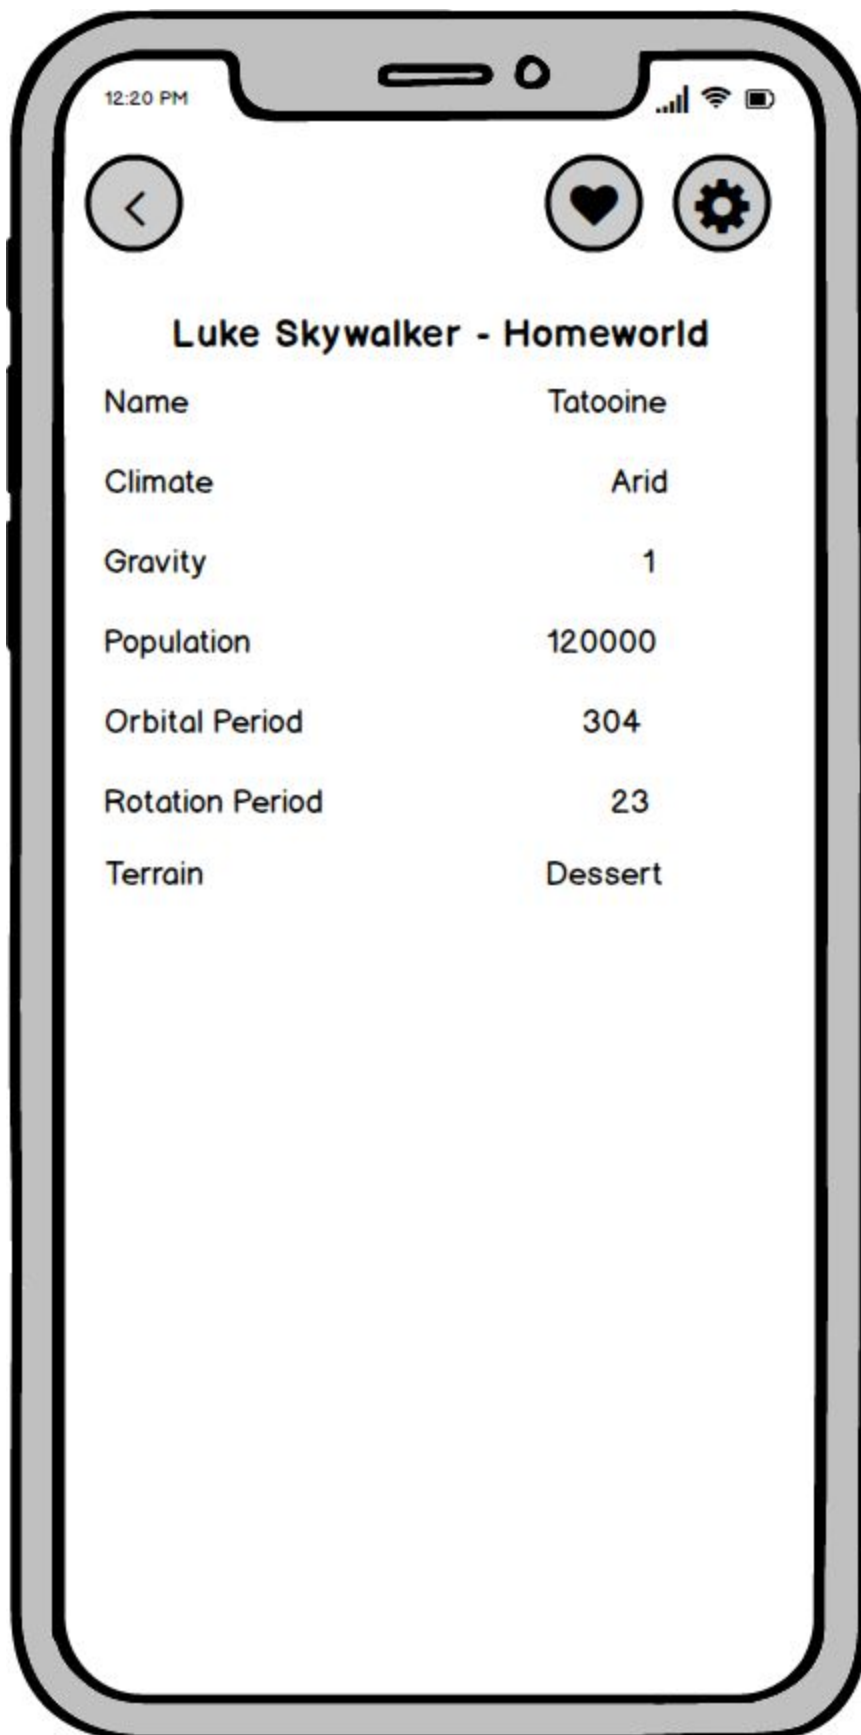 12:20 PM
Luke Skywalker - Homeworld
Name Tatooine
Climate Arid
Gravity 1
Population 120000
Orbital Period 304
Rotation Period 23
Terrain Dessert